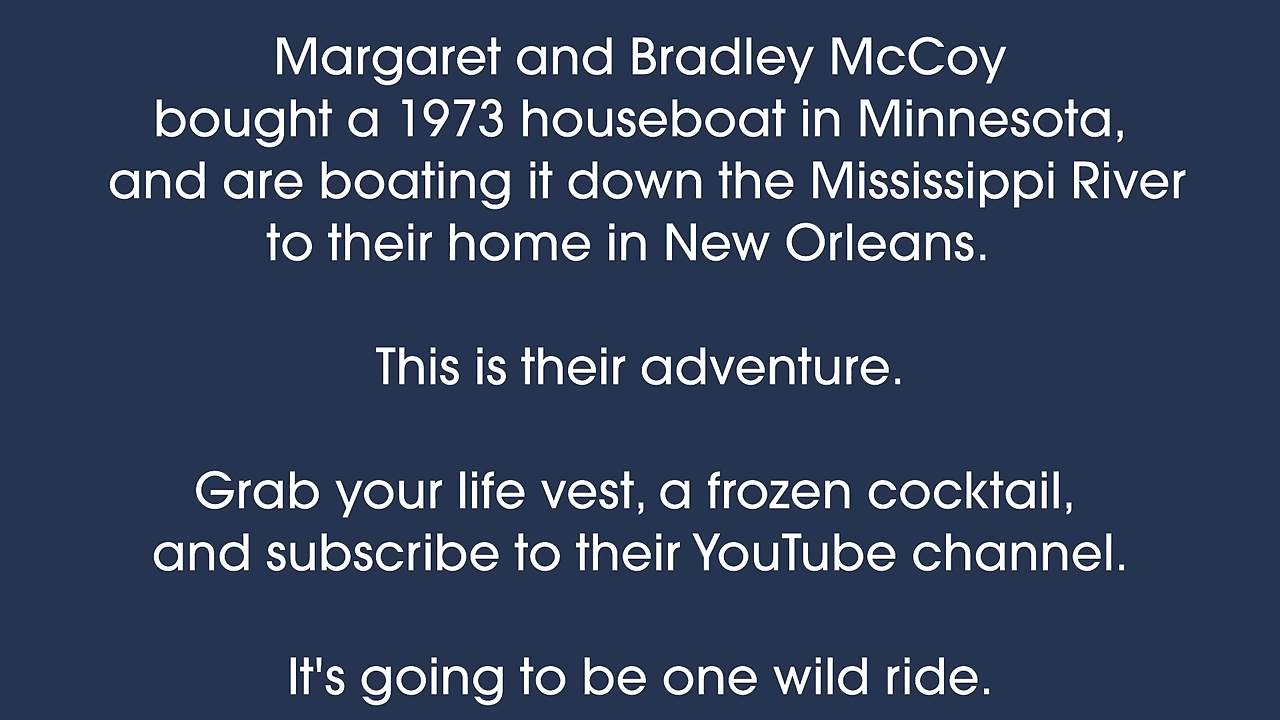 Margaret and Bradley McCoy
bought a 1973 houseboat in Minnesota,
and are boating it down the Mississippi River
to their home in New Orleans.
This is their adventure.
Grab your life vest, a frozen cocktail,
and subscribe to their YouTube channel.
It's going to be one wild ride.